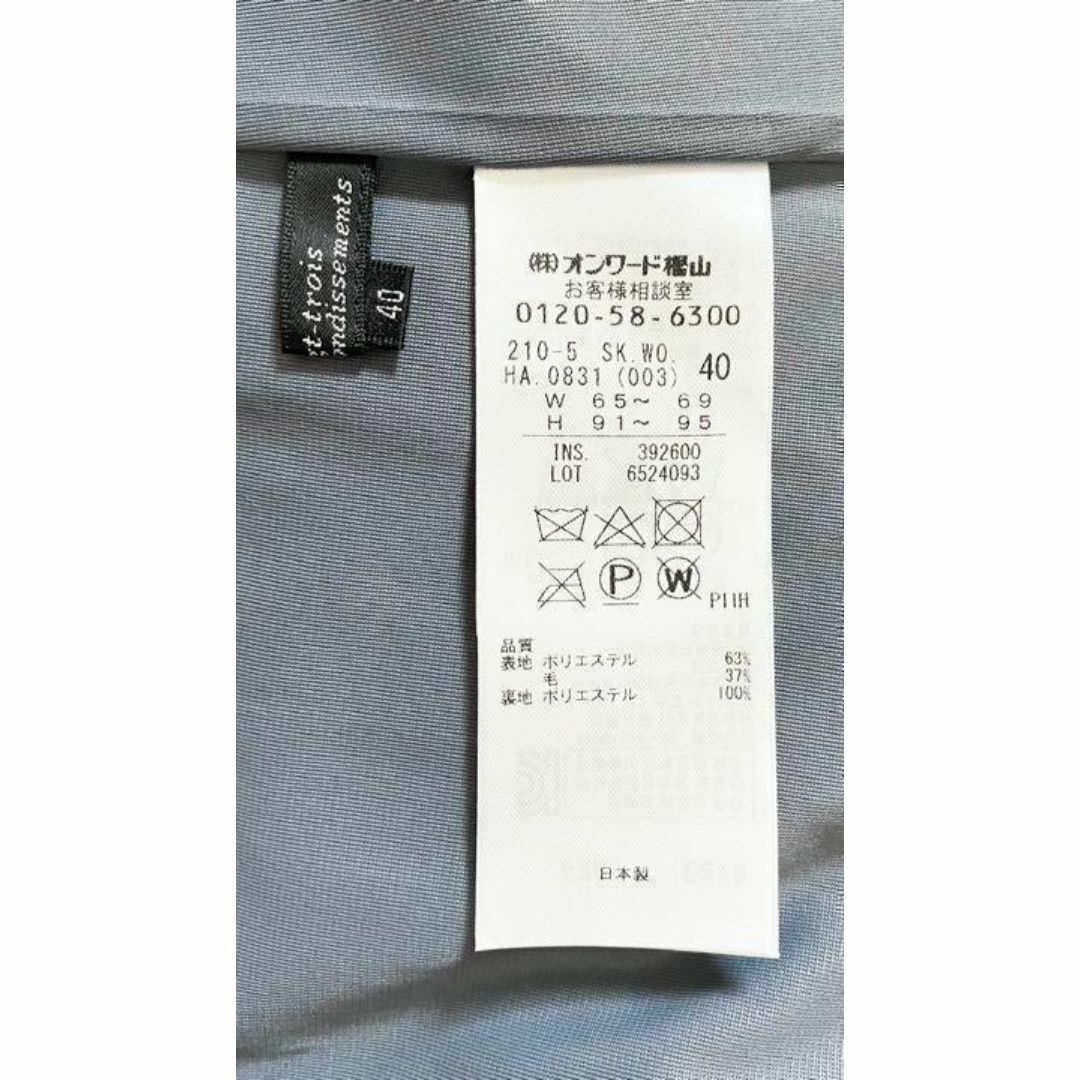 t-trois
ondissements
40
(株)オンワード樫山
お客様相談室
0120-58-6300
210-5 SK.WO.
HA.0831 (003) 40
W 65～ 69
H 91～ 95
INS. 392600
LOT 6524093
P W
P11H
品質
表地 ポリエステル 63%
毛 37%
裏地 ポリエステル 100%
日本製